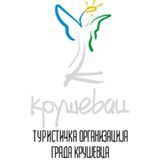 крушевац
ТУРИСТИЧКА ОРГАНИЗАЦИЈА
ГРАДА КРУШЕВЦА